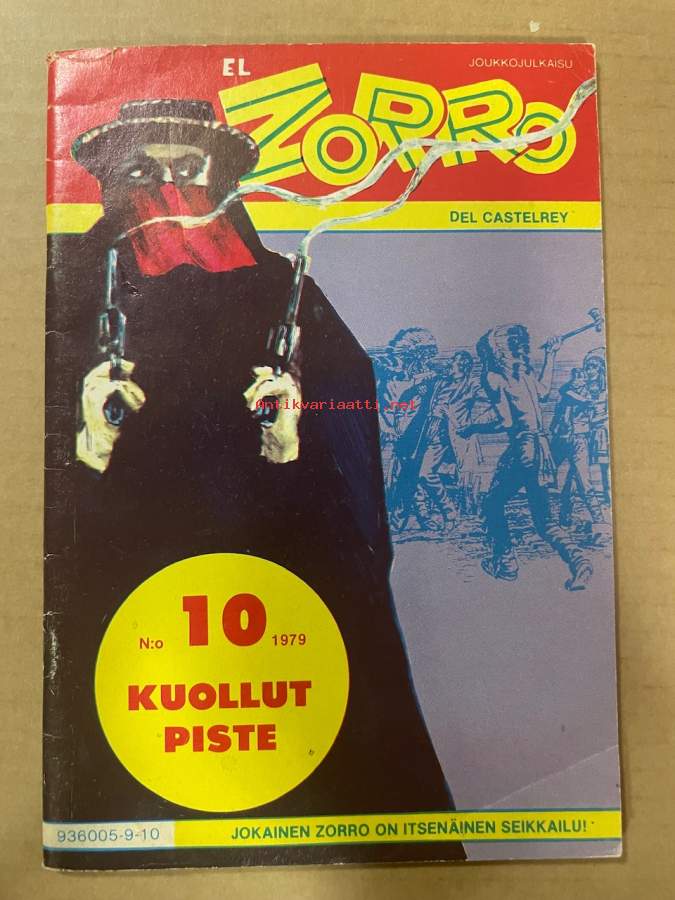 JOUKKOJULKAISU
EL
ZORRO
DEL CASTELREY
Antikvariaatti.net
N:o 10 1979
KUOLLUT
PISTE
936005-9-10
JOKAINEN ZORRO ON ITSENÄINEN SEIKKAILU!